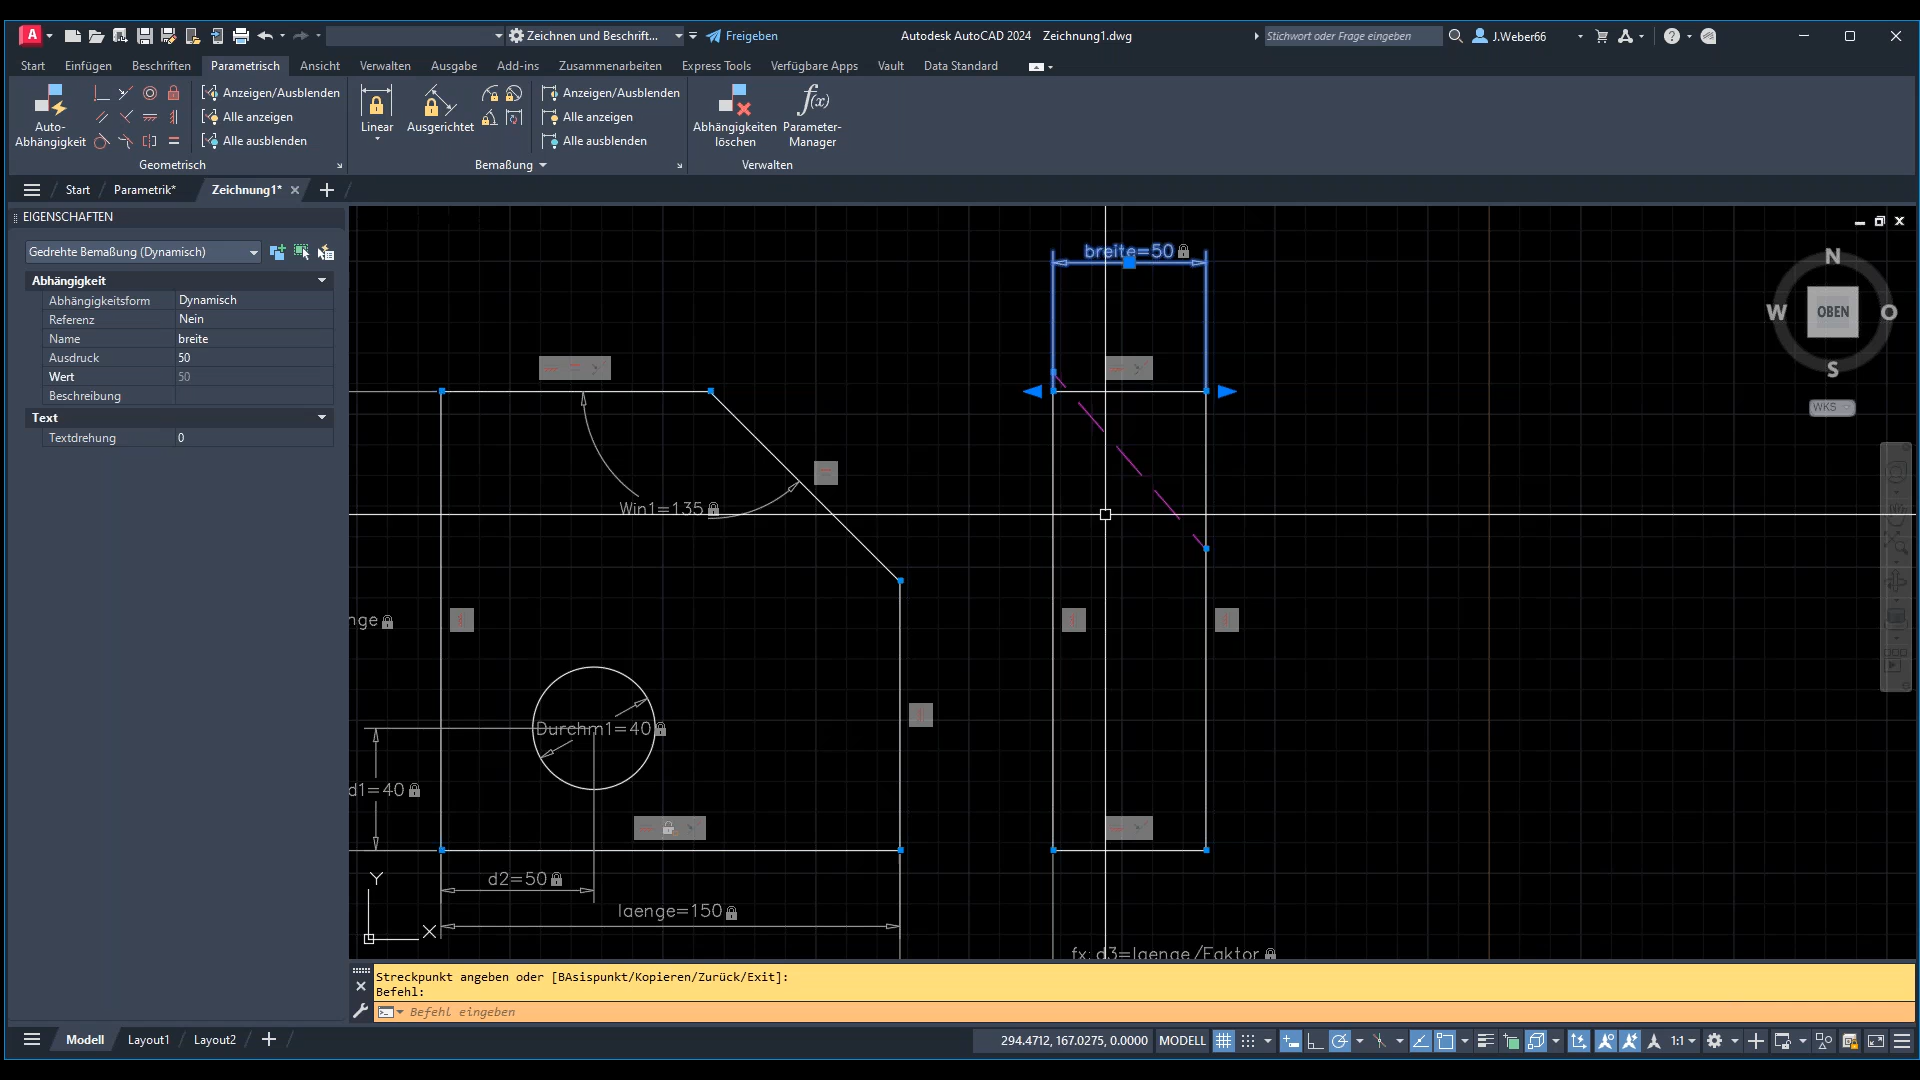 A
Zeichnen und Beschrift...
Freigeben
Autodesk AutoCAD 2024 Zeichnung1.dwg
Stichwort oder Frage eingeben
J.Weber66
Start Einfügen Beschriften Parametrisch Ansicht Verwalten Ausgabe Add-ins Zusammenarbeiten Express Tools Verfügbare Apps Vault Data Standard
Auto-
Abhängigkeit
Anzeigen/Ausblenden
Alle anzeigen
Alle ausblenden
Geometrisch
Linear
Ausgerichtet
Anzeigen/Ausblenden
Alle anzeigen
Alle ausblenden
Bemaßung
Abhängigkeiten
löschen
f(x)
Parameter-
Manager
Verwalten
Start Parametrik* Zeichnung1*
EIGENSCHAFTEN
Gedrehte Bemaßung (Dynamisch)
Abhängigkeit
Abhängigkeitsform Dynamisch
Referenz Nein
Name breite
Ausdruck 50
Wert 50
Beschreibung
Text
Textdrehung 0
breite=50
N
W OBEN O
S
WKS
Win1=135
nge
Durchm1=40
d1=40
d2=50
laenge=150
Y
X
fx: d3=laenge/Faktor
Streckpunkt angeben oder [BAsispunkt/Kopieren/Zurück/Exit]:
Befehl:
Befehl eingeben
Modell Layout1 Layout2
294.4712, 167.0275, 0.0000 MODELL
1:1